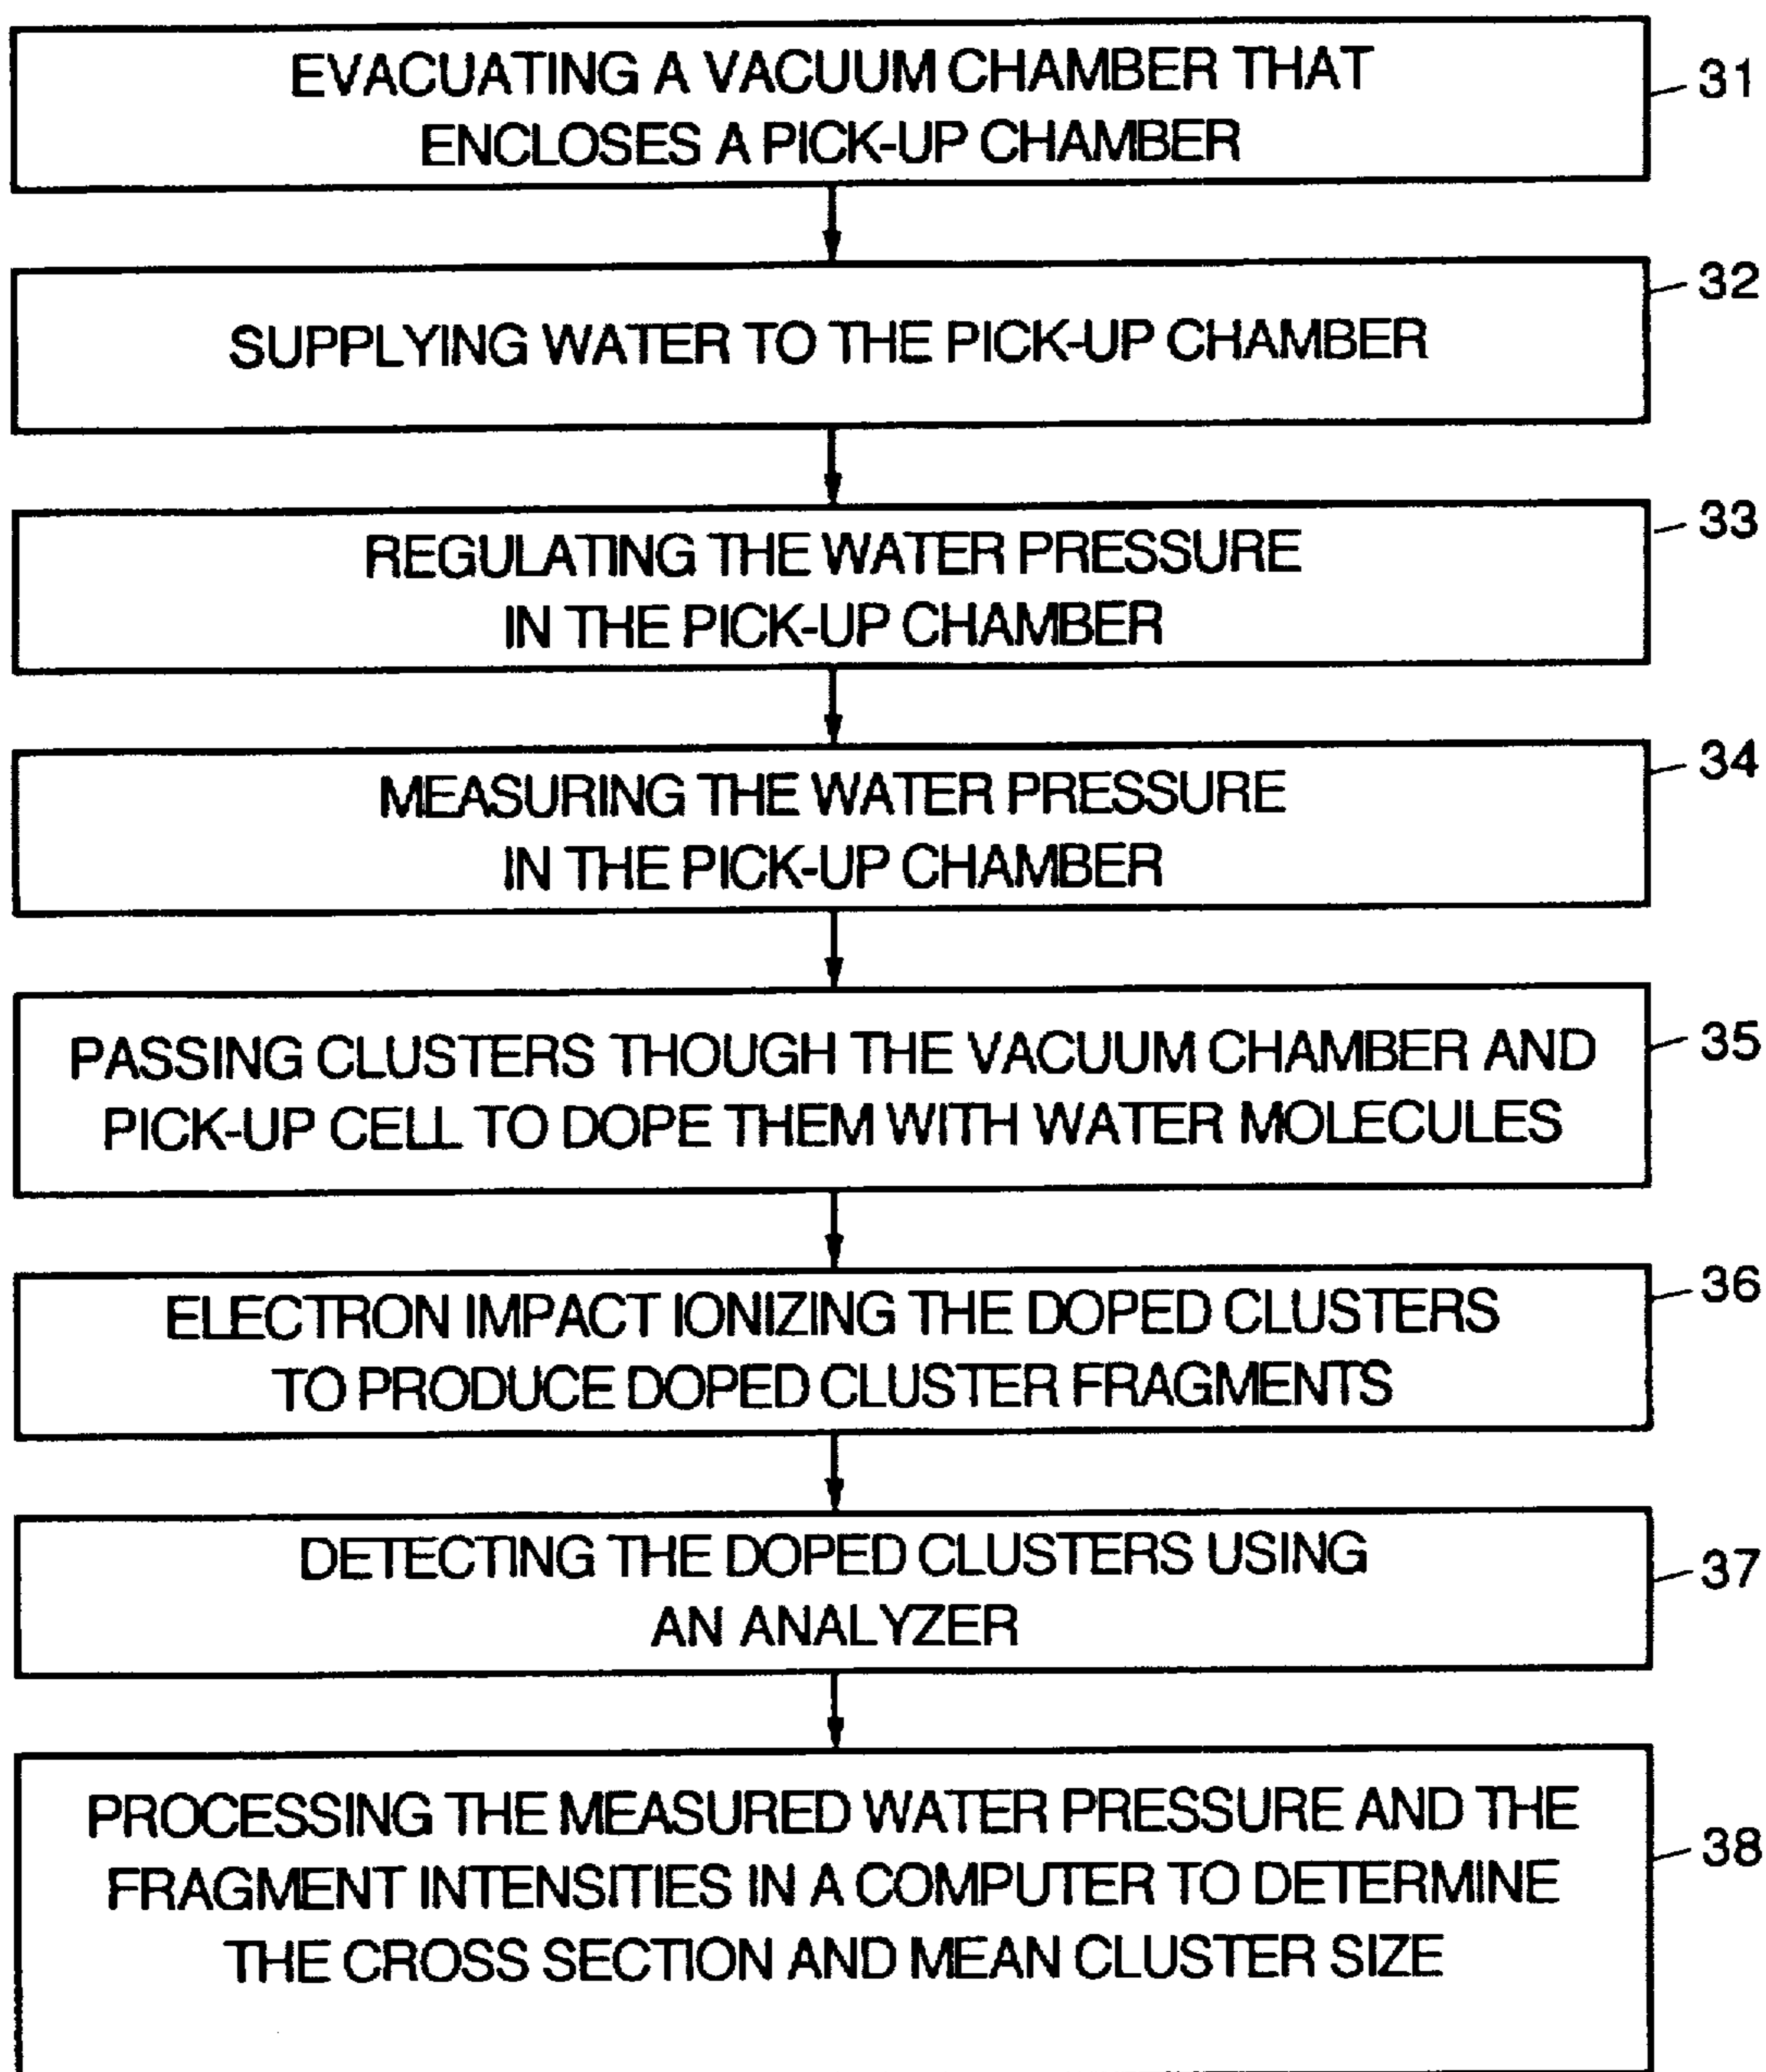 EVACUATING A VACUUM CHAMBER THAT
ENCLOSES A PICK-UP CHAMBER
31
SUPPLYING WATER TO THE PICK-UP CHAMBER
32
REGULATING THE WATER PRESSURE
IN THE PICK-UP CHAMBER
33
MEASURING THE WATER PRESSURE
IN THE PICK-UP CHAMBER
34
PASSING CLUSTERS THOUGH THE VACUUM CHAMBER AND
PICK-UP CELL TO DOPE THEM WITH WATER MOLECULES
35
ELECTRON IMPACT IONIZING THE DOPED CLUSTERS
TO PRODUCE DOPED CLUSTER FRAGMENTS
36
DETECTING THE DOPED CLUSTERS USING
AN ANALYZER
37
PROCESSING THE MEASURED WATER PRESSURE AND THE
FRAGMENT INTENSITIES IN A COMPUTER TO DETERMINE
THE CROSS SECTION AND MEAN CLUSTER SIZE
38